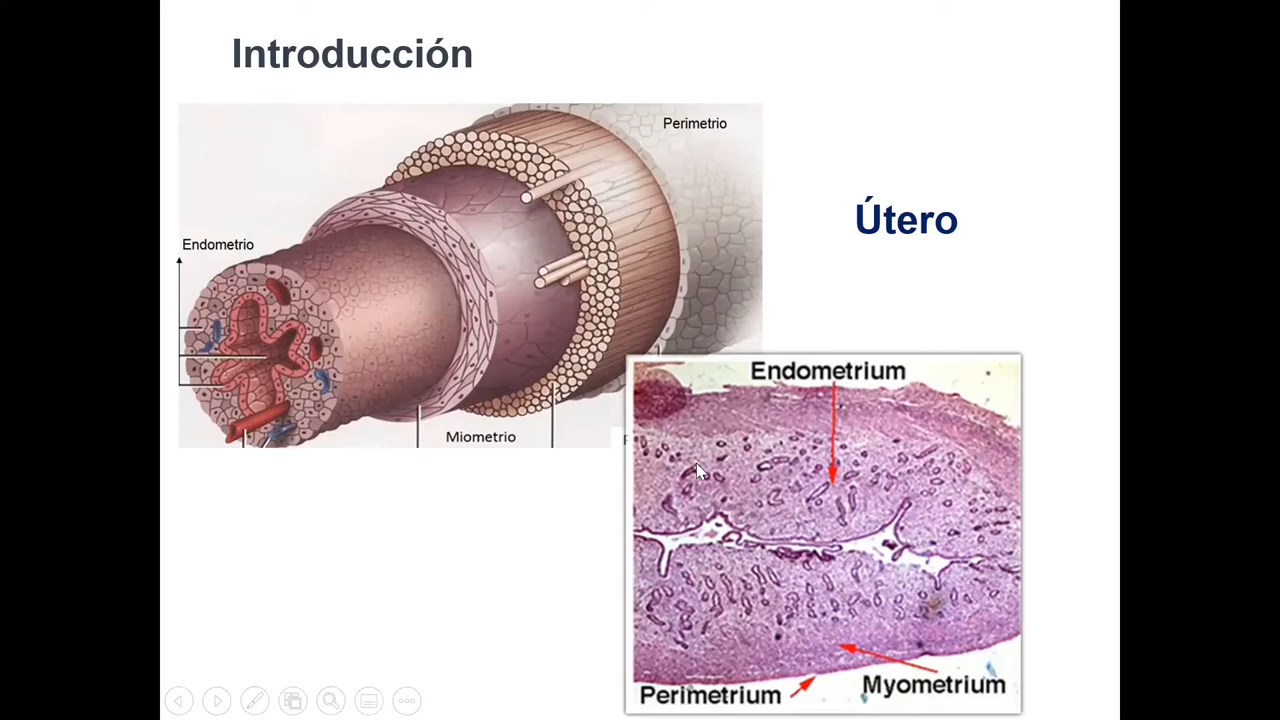 Introducción
Perimetrio
Útero
Endometrio
Miometrio
Endometrium
Perimetrium
Myometrium